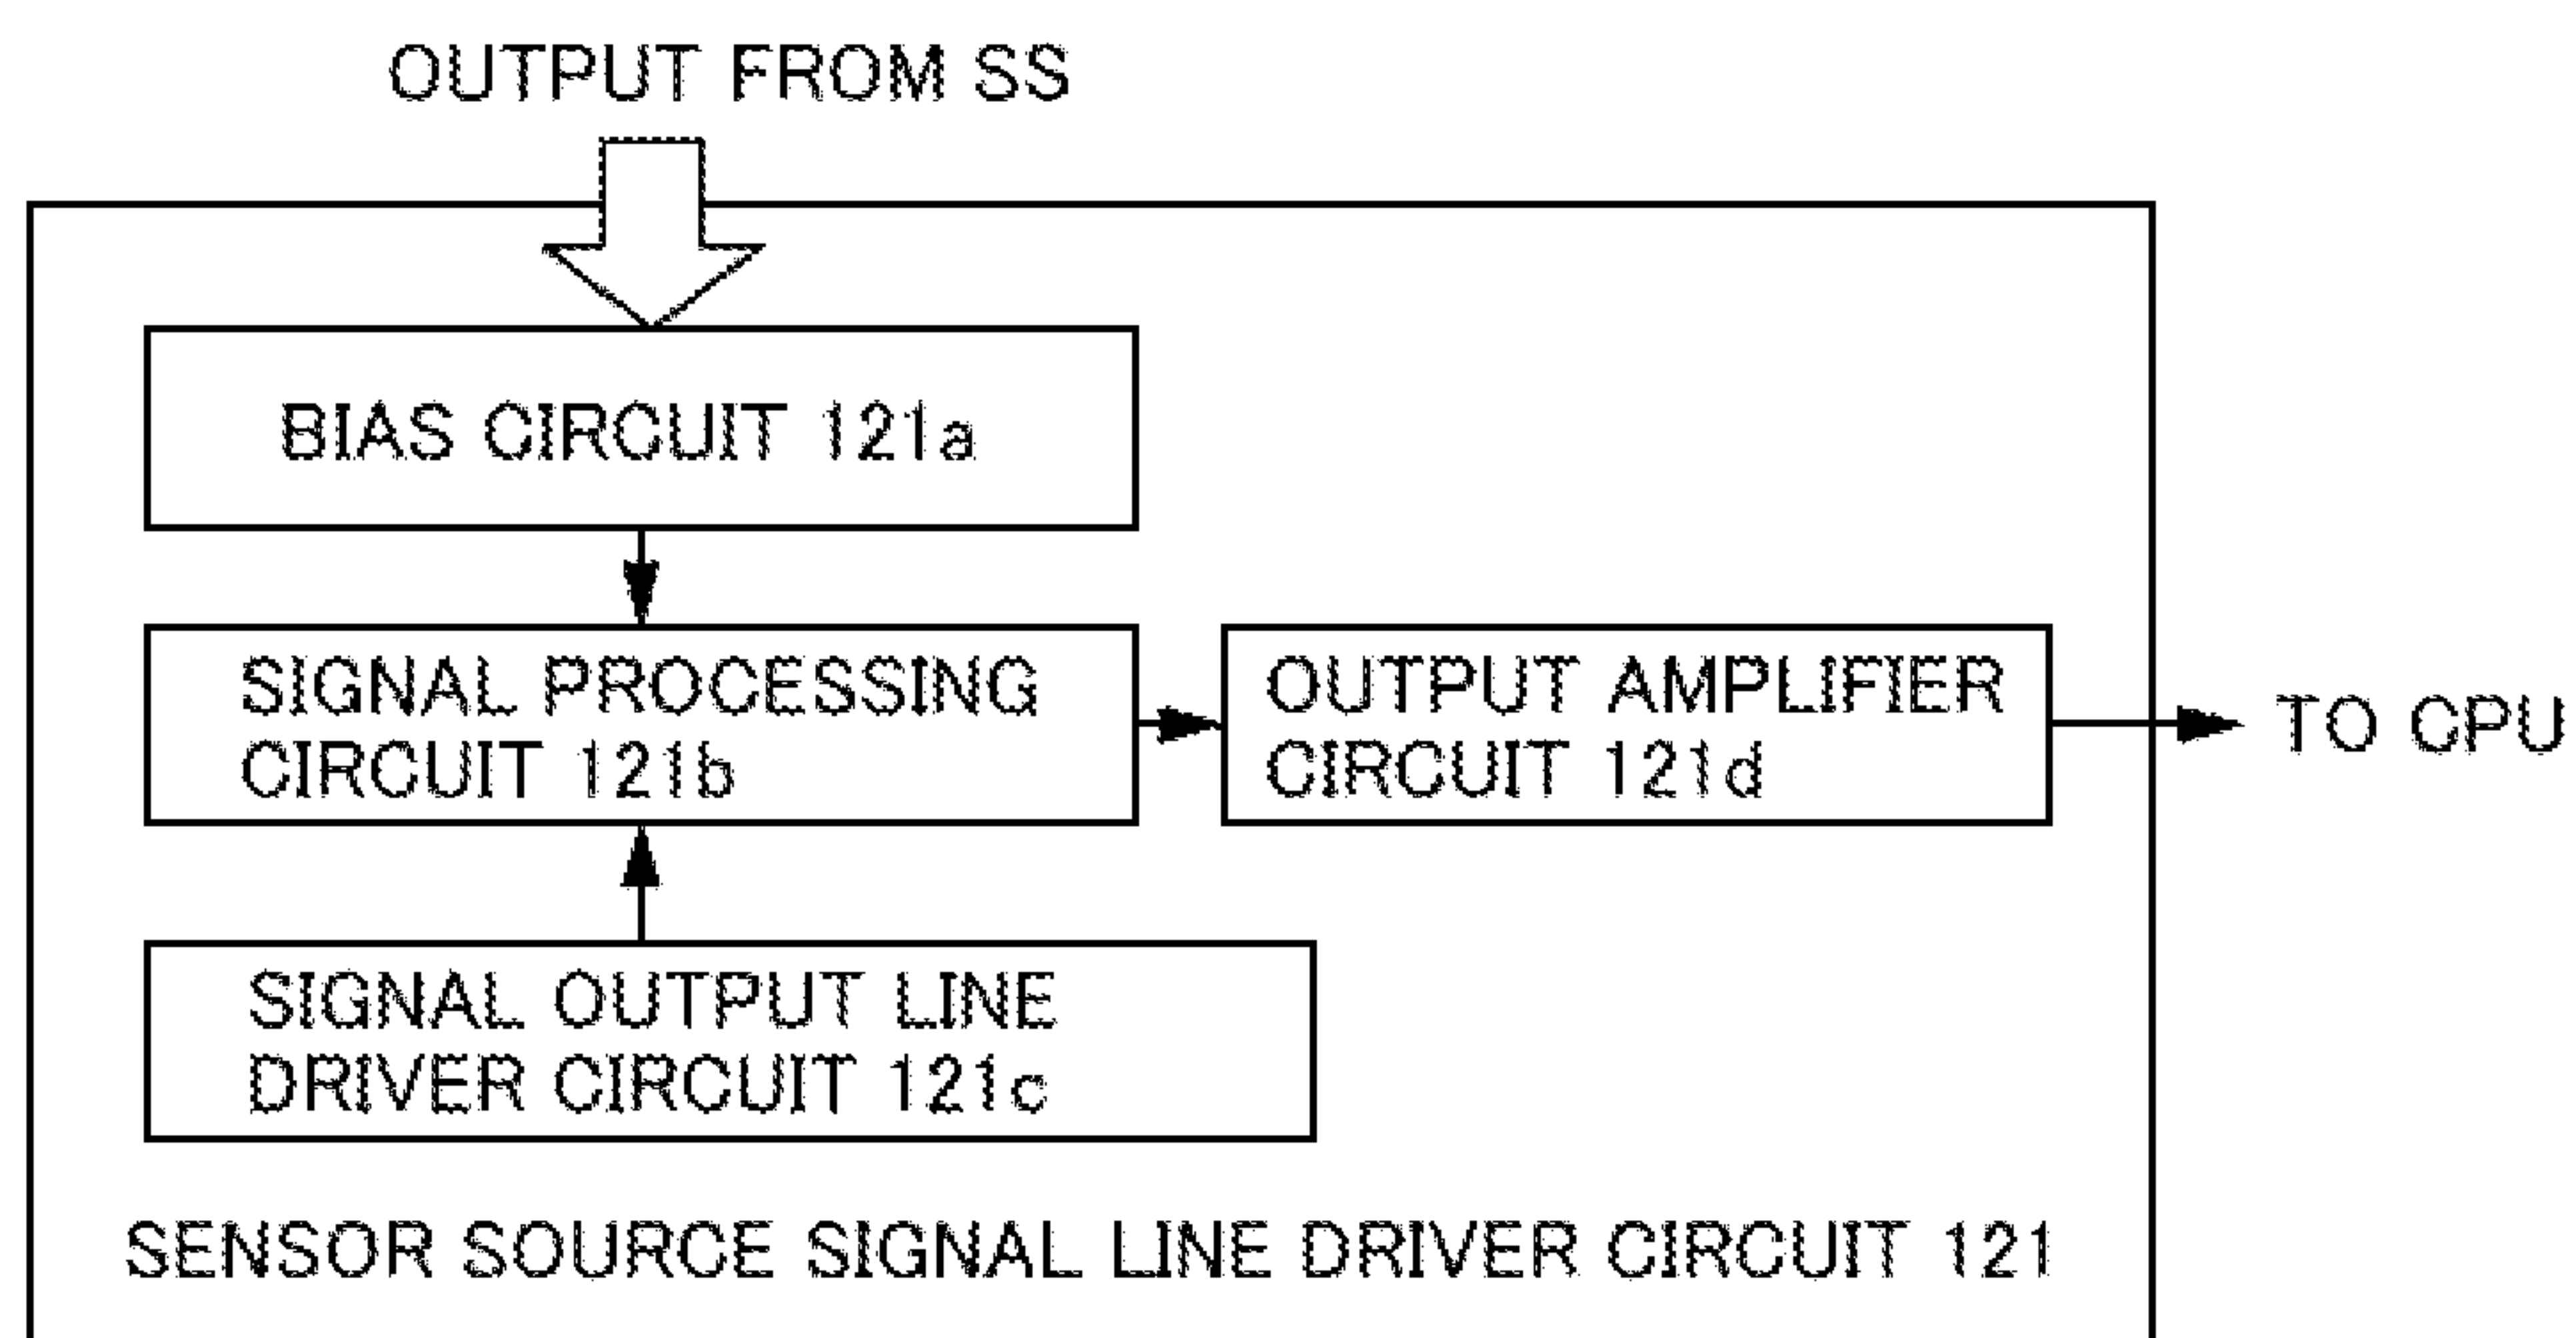 OUTPUT FROM SS
BIAS CIRCUIT 121a
SIGNAL PROCESSING
CIRCUIT 121b
OUTPUT AMPLIFIER
CIRCUIT 121d
TO CPU
SIGNAL OUTPUT LINE
DRIVER CIRCUIT 121c
SENSOR SOURCE SIGNAL LINE DRIVER CIRCUIT 121